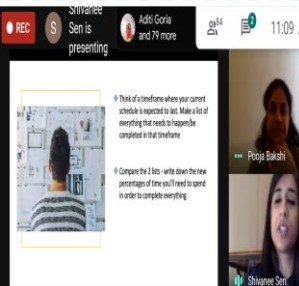 REC
S
Shivanee
Sen is
presenting
Aditi Goria
and 79 more
84
2
11:09
Think of a timeframe where your current
schedule is expected to last. Make a list of
everything that needs to happen/be
completed in that timeframe
Compare the 2 lists - write down the new
percentages of time you'll need to spend
in order to complete everything
Pooja Bakshi
Shivanee Sen